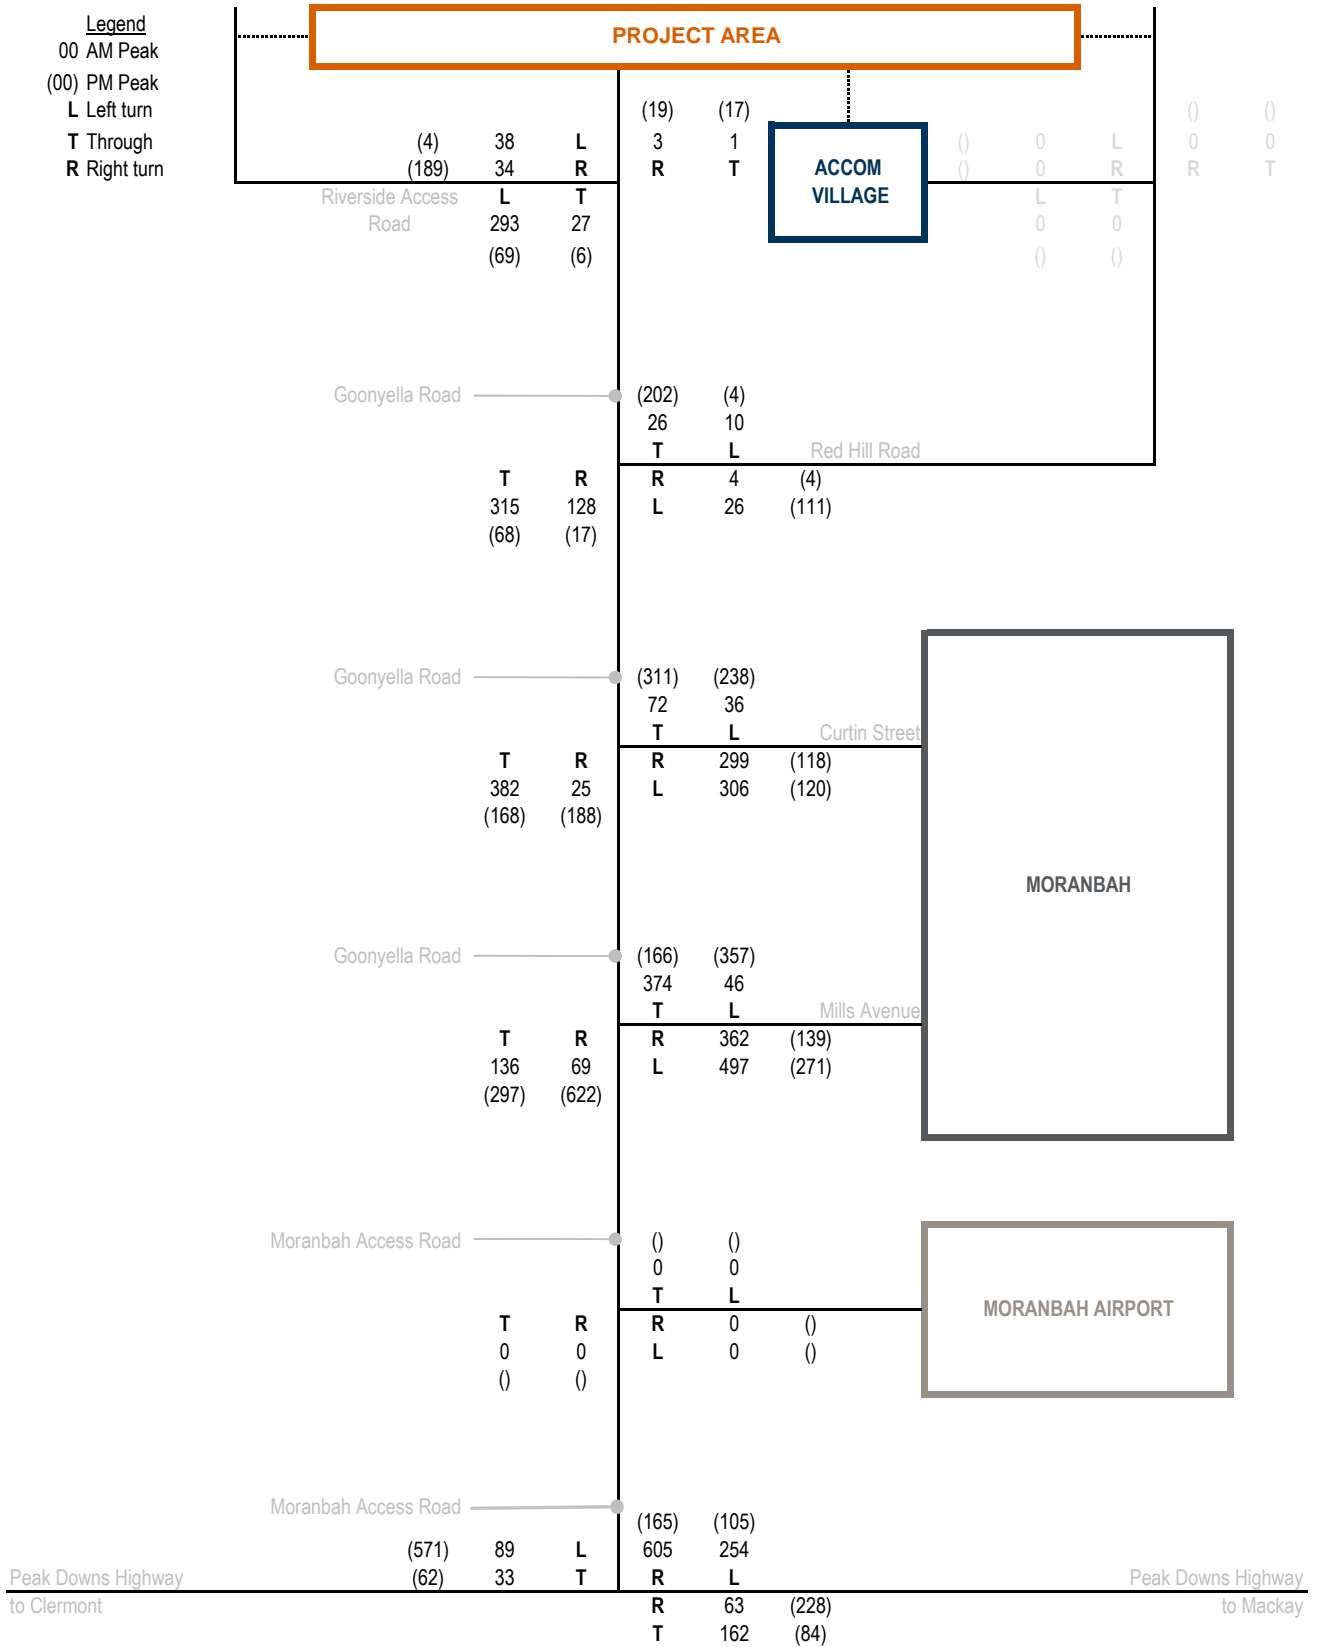 Legend
00 AM Peak
(00) PM Peak
L Left turn
T Through
R Right turn
PROJECT AREA
(19) (17)
3 1
R T
(4) 38 L
(189) 34 R
Riverside Access
Road
L T
293 27
(69) (6)
ACCOM
VILLAGE
() ()
() 0 L 0 0
() 0 R R T
L T
0 0
() ()
Goonyella Road
(202) (4)
26 10
T L
Red Hill Road
T R
315 128
(68) (17)
R 4 (4)
L 26 (111)
Goonyella Road
(311) (238)
72 36
T L
Curtin Street
T R
382 25
(168) (188)
R 299 (118)
L 306 (120)
MORANBAH
Goonyella Road
(166) (357)
374 46
T L
Mills Avenue
T R
136 69
(297) (622)
R 362 (139)
L 497 (271)
Moranbah Access Road
() ()
0 0
T L
MORANBAH AIRPORT
T R
0 0
() ()
R 0 ()
L 0 ()
Moranbah Access Road
(165) (105)
(571) 89 L 605 254
Peak Downs Highway (62) 33 T R L Peak Downs Highway
to Clermont R 63 (228) to Mackay
T 162 (84)